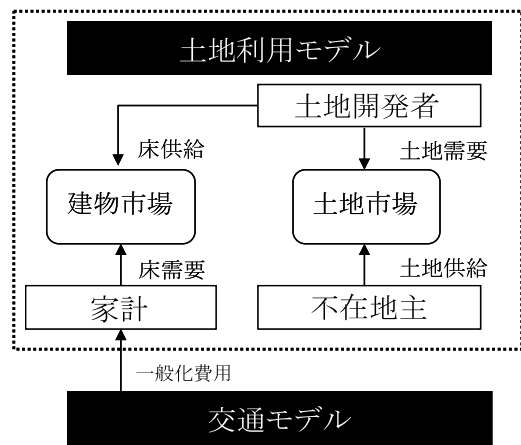 土地利用モデル
土地開発者
床供給
土地需要
建物市場
土地市場
床需要
土地供給
家計
不在地主
一般化費用
交通モデル